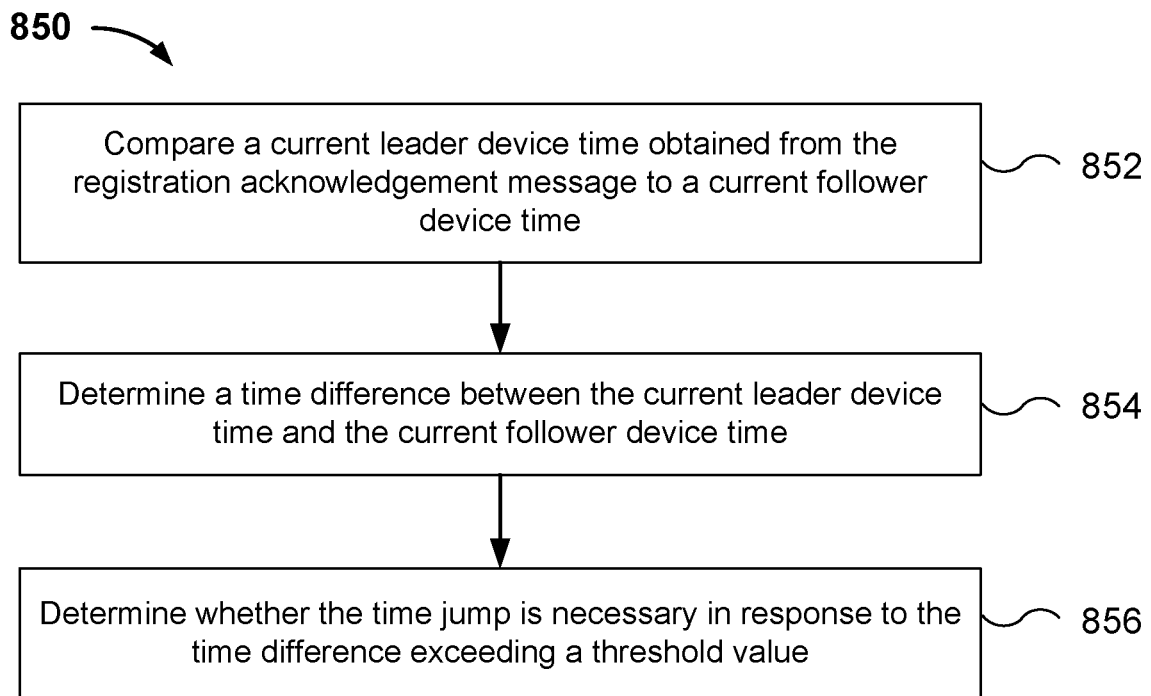 850
Compare a current leader device time obtained from the
registration acknowledgement message to a current follower
device time
852
Determine a time difference between the current leader device
time and the current follower device time
854
Determine whether the time jump is necessary in response to the
time difference exceeding a threshold value
856